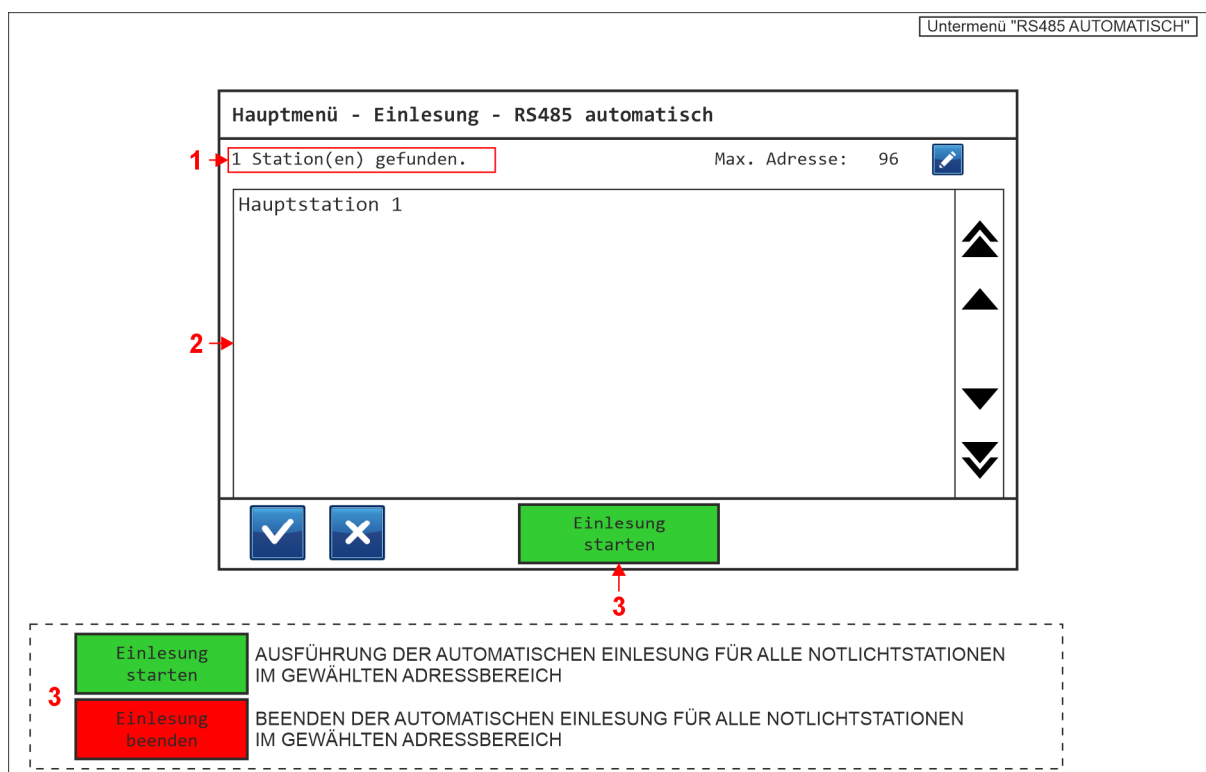 Untermenü "RS485 AUTOMATISCH"
Hauptmenü - Einlesung - RS485 automatisch
1
1 Station(en) gefunden.
Max. Adresse: 96
Hauptstation 1
2
Einlesung
starten
3
Einlesung
starten
AUSFÜHRUNG DER AUTOMATISCHEN EINLESUNG FÜR ALLE NOTLICHTSTATIONEN
IM GEWÄHLTEN ADRESSBEREICH
3
Einlesung
beenden
BEENDEN DER AUTOMATISCHEN EINLESUNG FÜR ALLE NOTLICHTSTATIONEN
IM GEWÄHLTEN ADRESSBEREICH